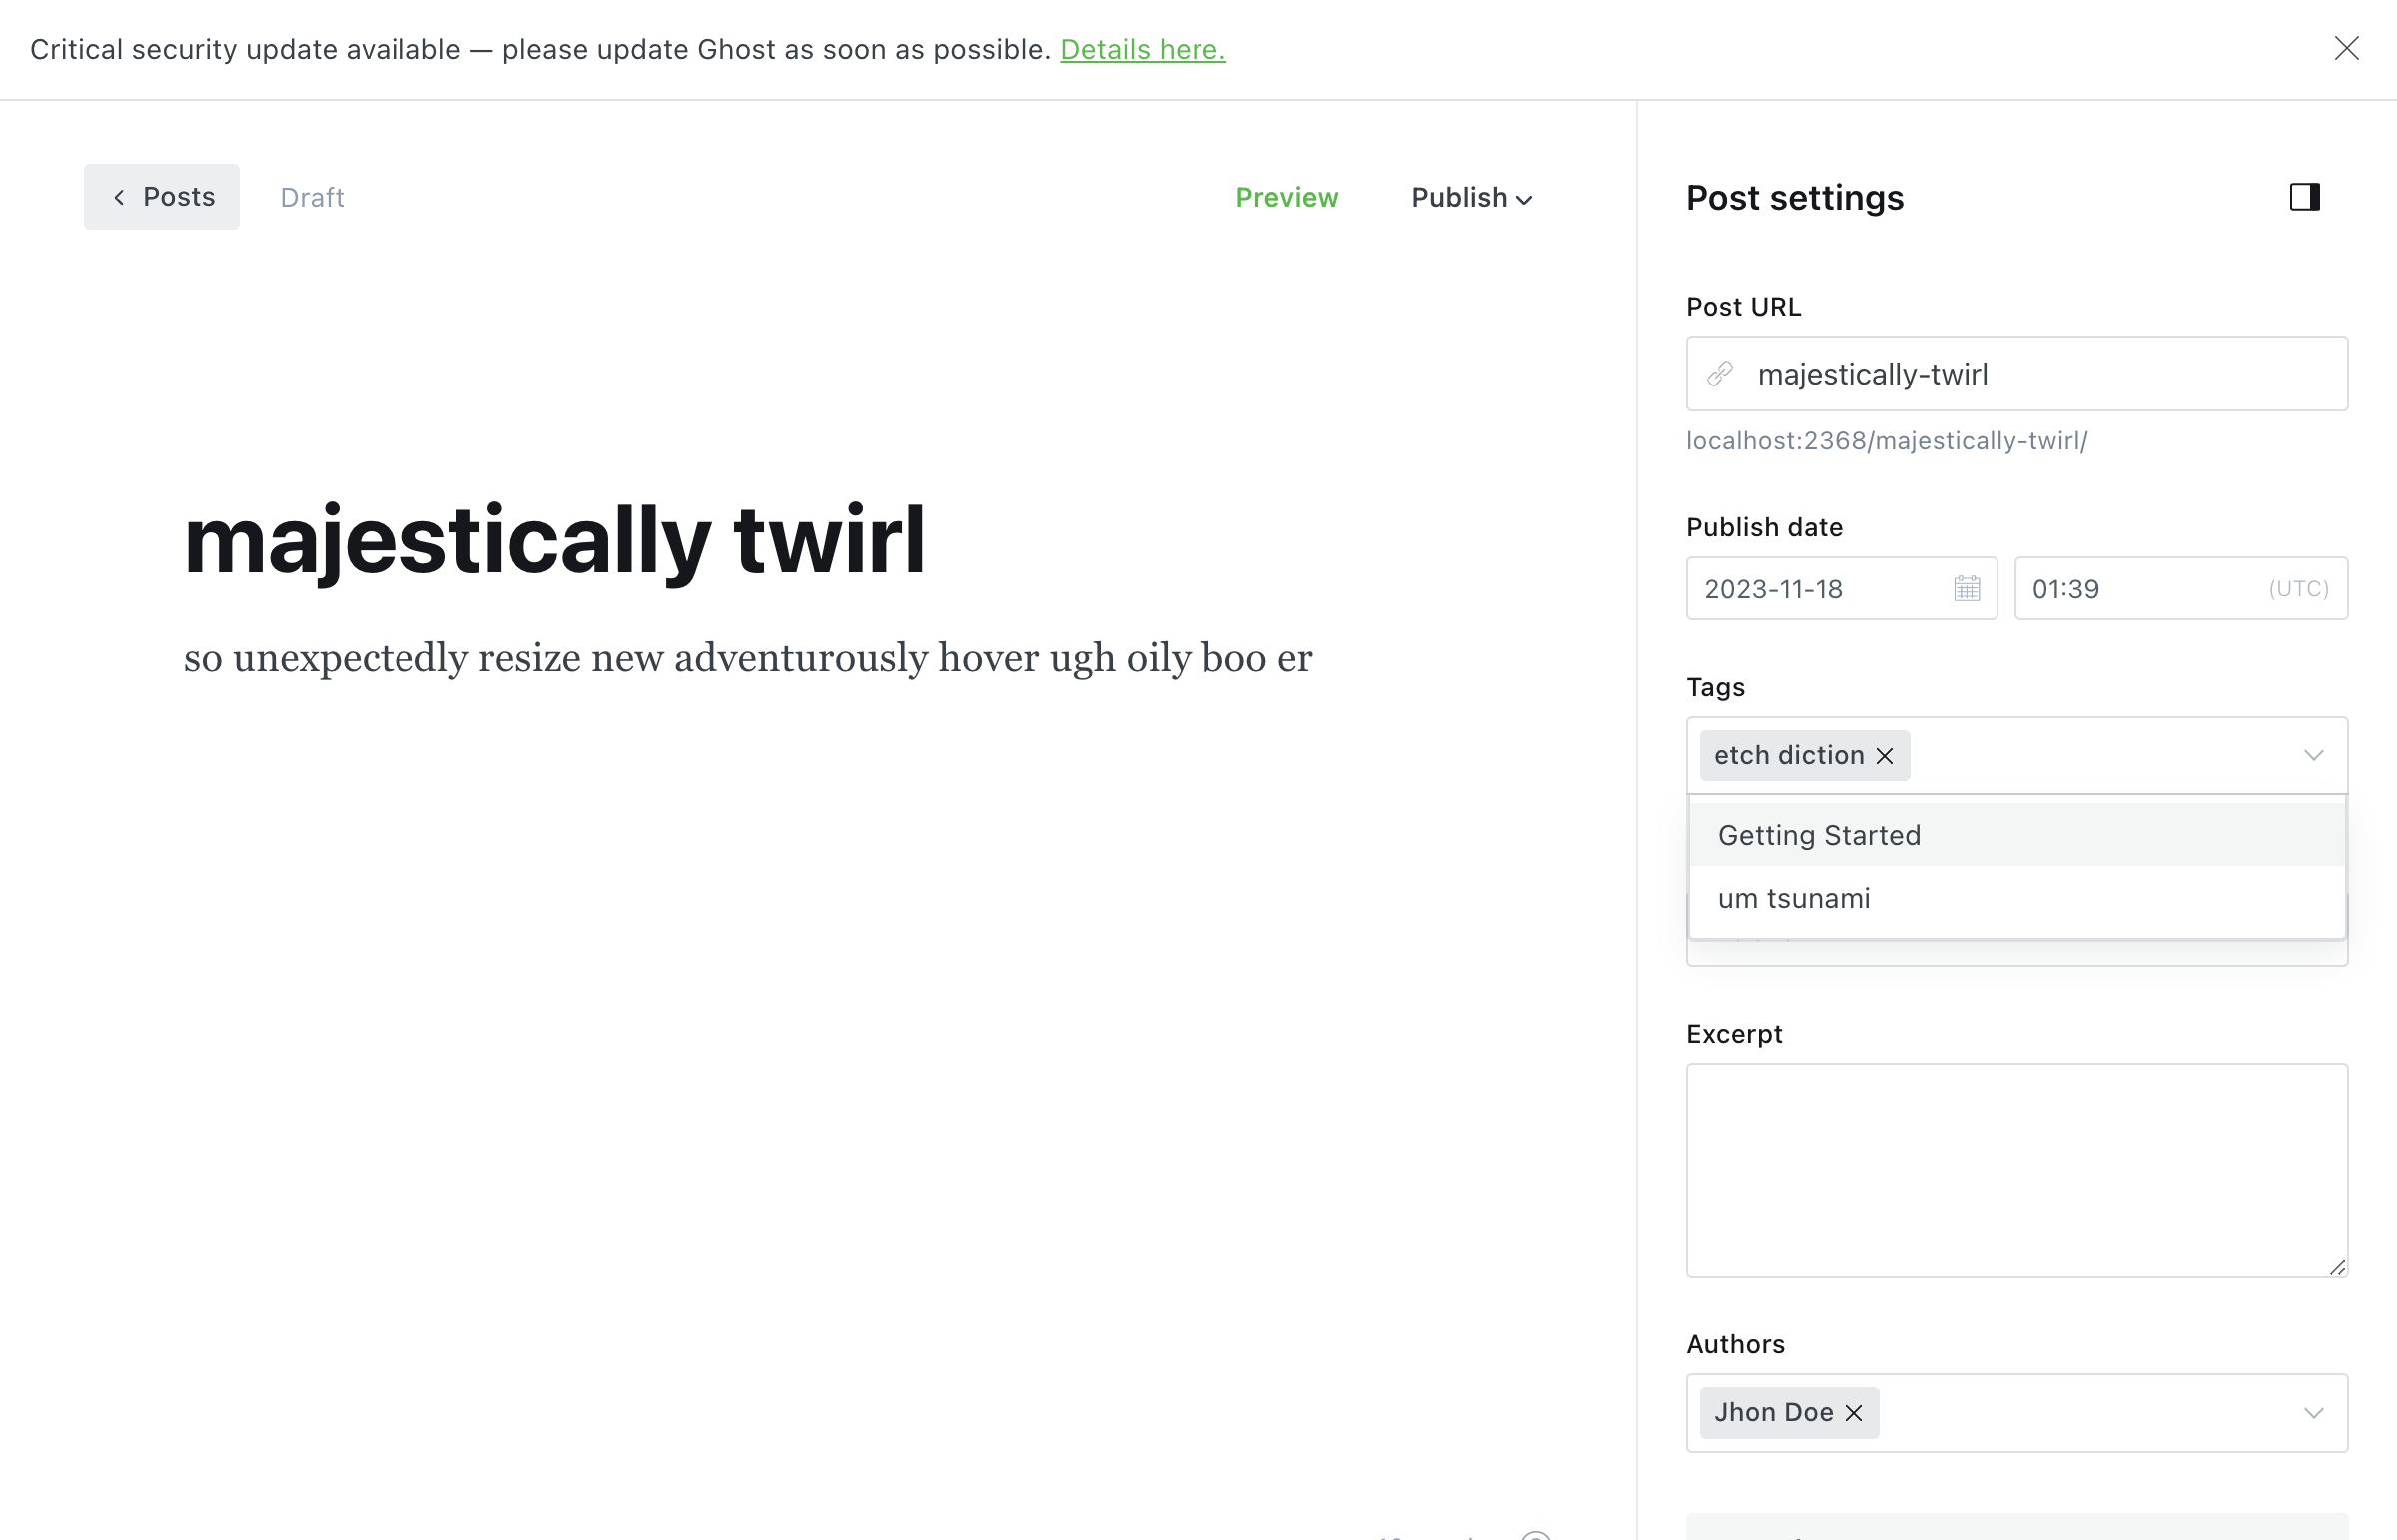 Critical security update available — please update Ghost as soon as possible. Details here.
Posts
Draft
Preview
Publish
majestically twirl
so unexpectedly resize new adventurously hover ugh oily boo er
Post settings
Post URL
majestically-twirl
localhost:2368/majestically-twirl/
Publish date
2023-11-18
01:39
(UTC)
Tags
etch diction
Getting Started
um tsunami
Excerpt
Authors
Jhon Doe